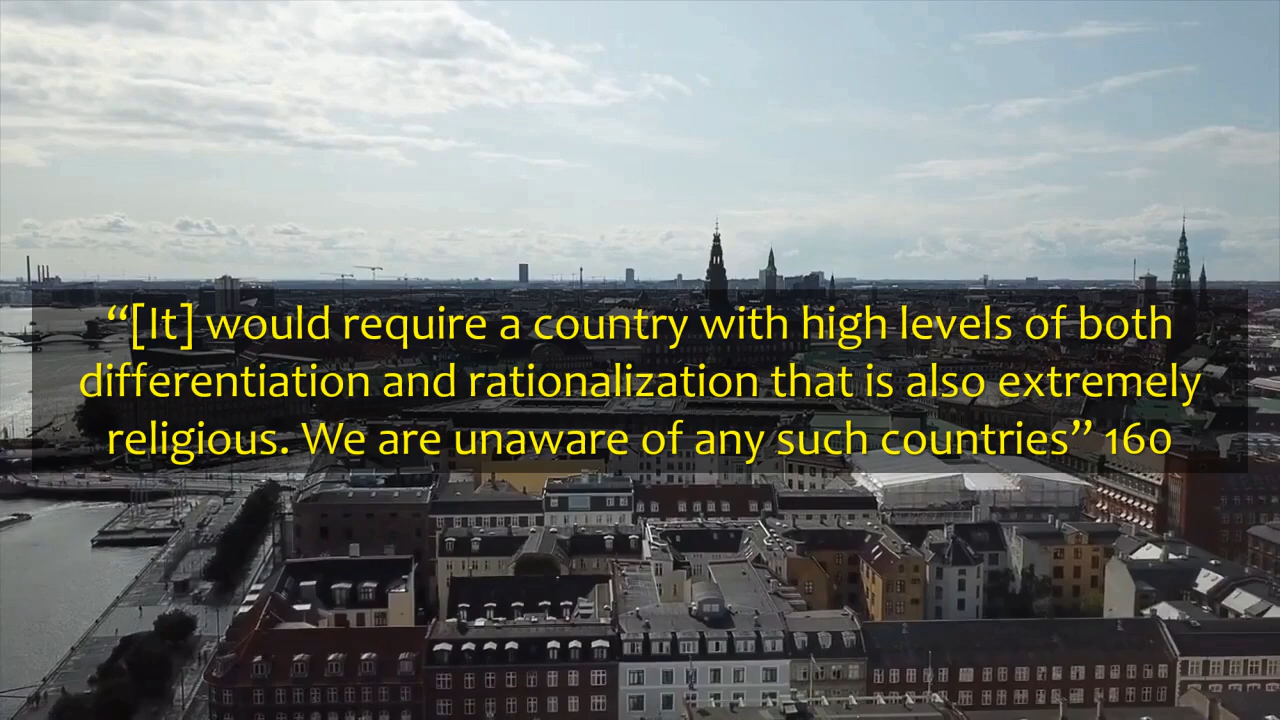 “[It] would require a country with high levels of both
differentiation and rationalization that is also extremely
religious. We are unaware of any such countries” 160